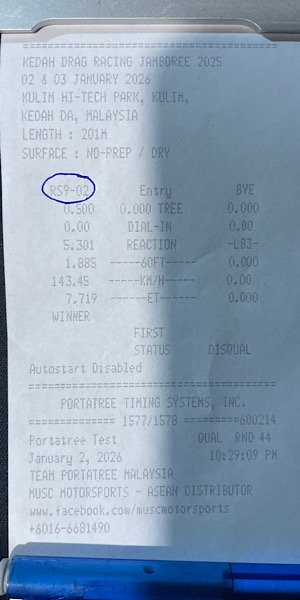 ===================================
KEDAH DRAG RACING JAMBOREE 2025
02 & 03 JANUARY 2026
KULIM HI-TECH PARK, KULIM,
KEDAH DA, MALAYSIA
LENGTH : 201M
SURFACE : NO-PREP / DRY
RS9-02 Entry BYE
0.500 0.000 TREE 0.000
0.00 DIAL-IN 0.00
5.301 REACTION -LB3-
1.885 -----60FT----- 0.000
143.45 -----KM/H----- 0.00
7.719 ------ET------ 0.000
WINNER
FIRST
STATUS DISQUAL
Autostart Disabled
===================================
PORTATREE TIMING SYSTEMS, INC.
============= 1577/1578 =========600214
Portatree Test QUAL RND 44
January 2, 2026 10:29:09 PM
TEAM PORTATREE MALAYSIA
MUSC MOTORSPORTS - ASEAN DISTRIBUTOR
www.facebook.com/muscmotorsports
+6016-6681490